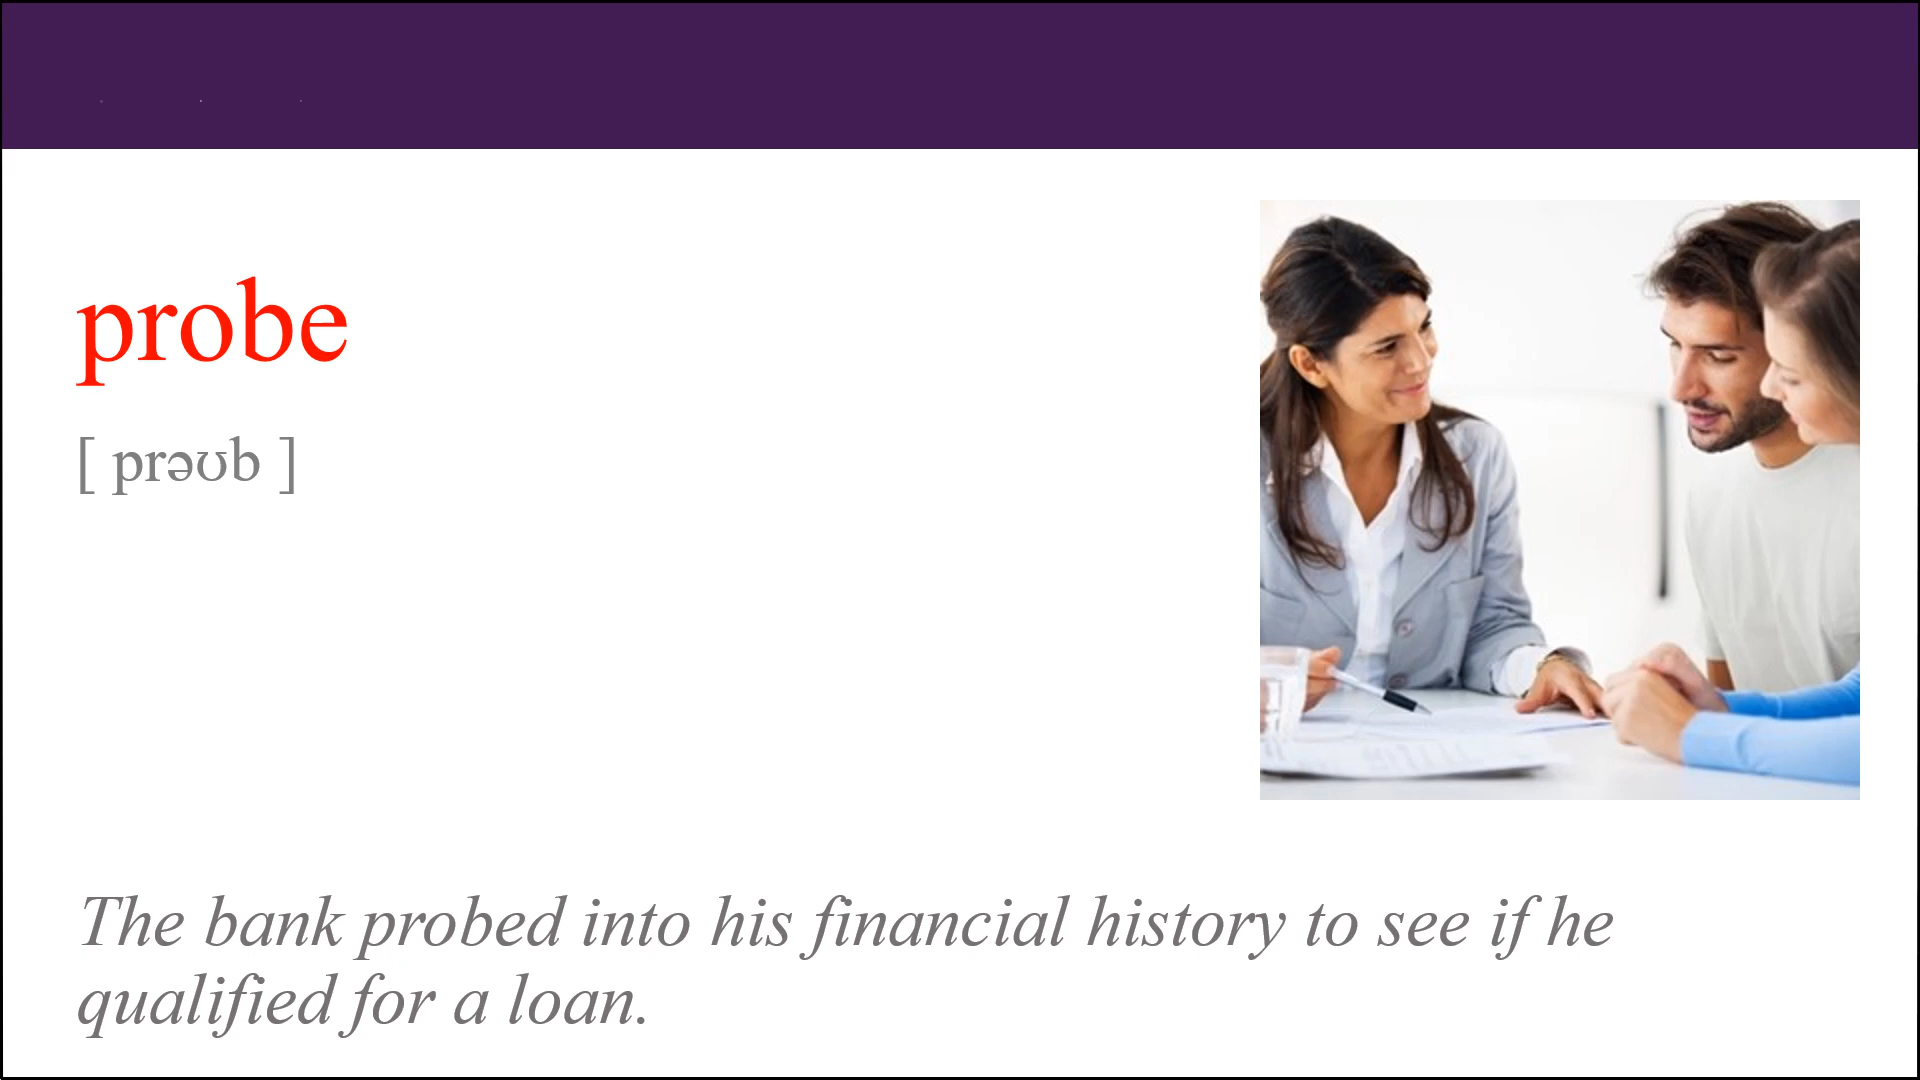 probe
[ prəʊb ]
The bank probed into his financial history to see if he
qualified for a loan.